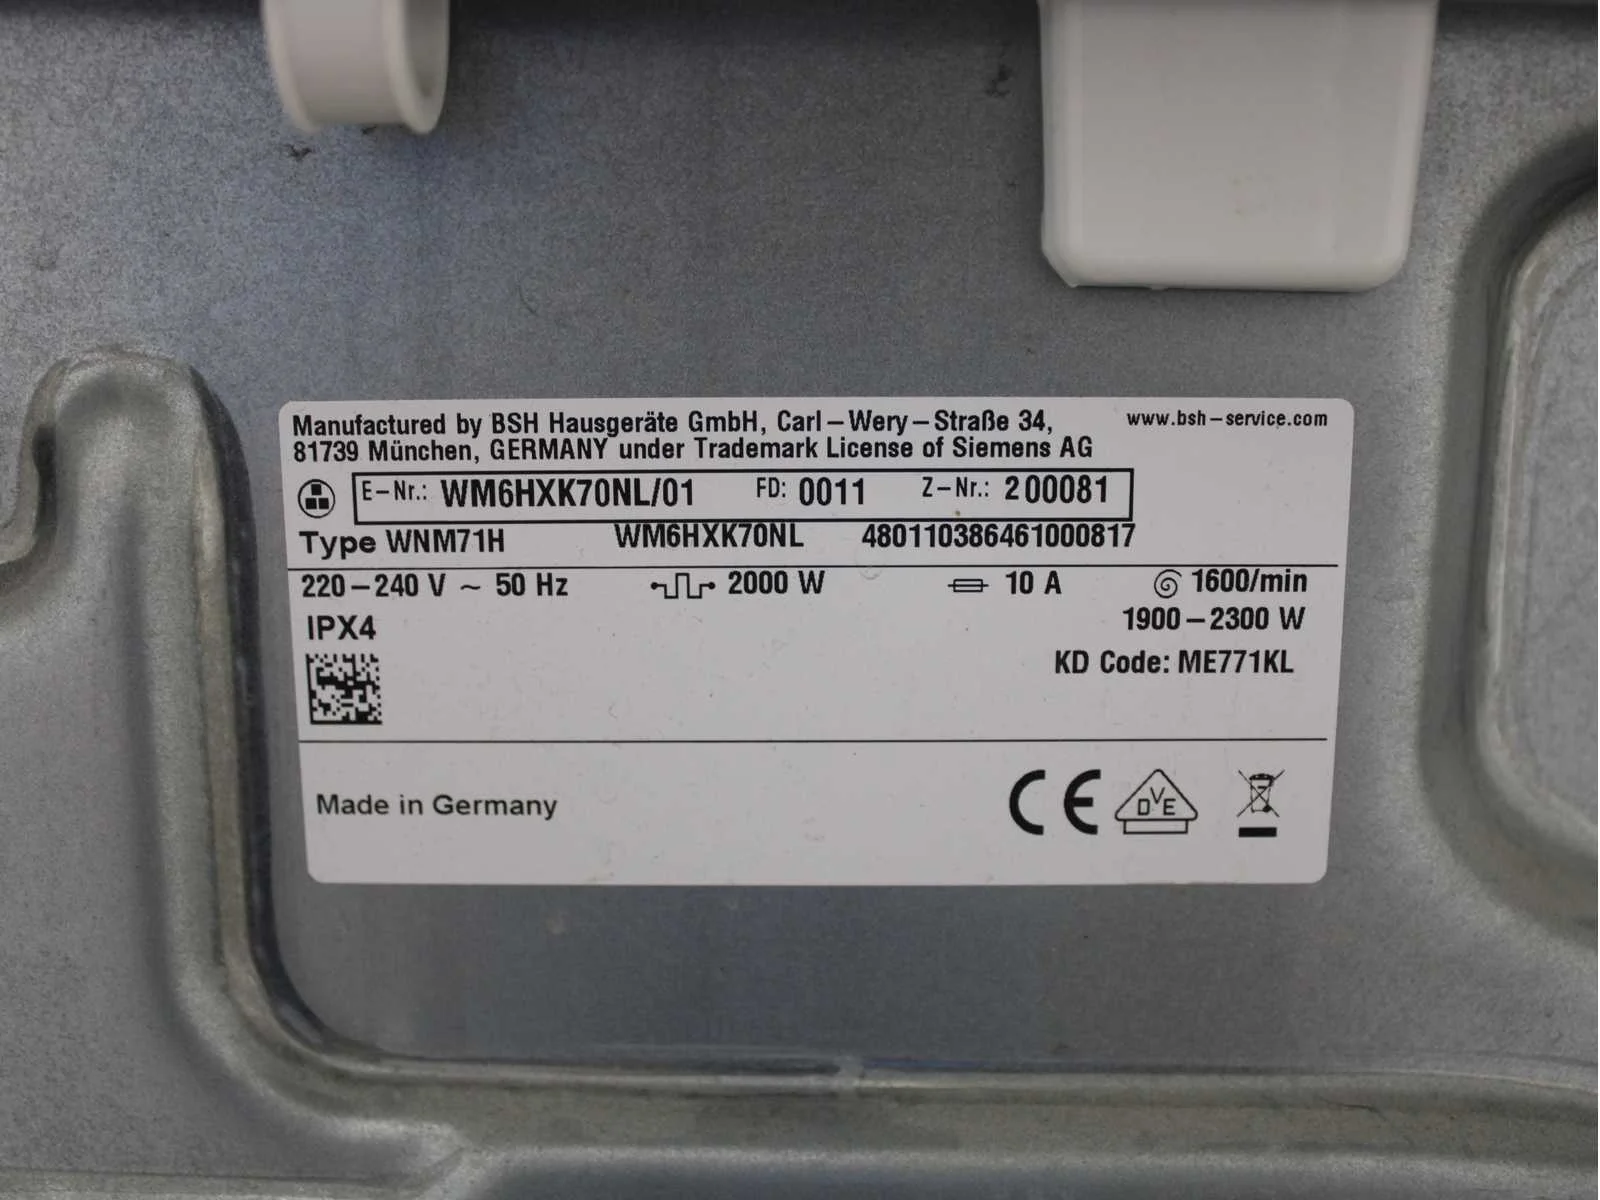 Manufactured by BSH Hausgeräte GmbH, Carl-Wery-Straße 34,
81739 München, GERMANY under Trademark License of Siemens AG
www.bsh-service.com
E-Nr.: WM6HXK70NL/01 FD: 0011 Z-Nr.: 200081
Type WNM71H WM6HXK70NL 480110386461000817
220-240 V ~ 50 Hz 2000 W 10 A 1600/min
IPX4 1900-2300 W
KD Code: ME771KL
Made in Germany CE DVE